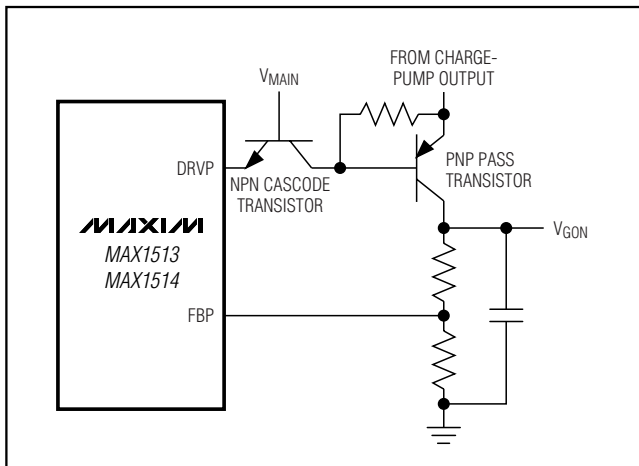 FROM CHARGE-
PUMP OUTPUT
VMAIN
DRVP
NPN CASCODE
TRANSISTOR
PNP PASS
TRANSISTOR
MAXIM
MAX1513
MAX1514
VGON
FBP